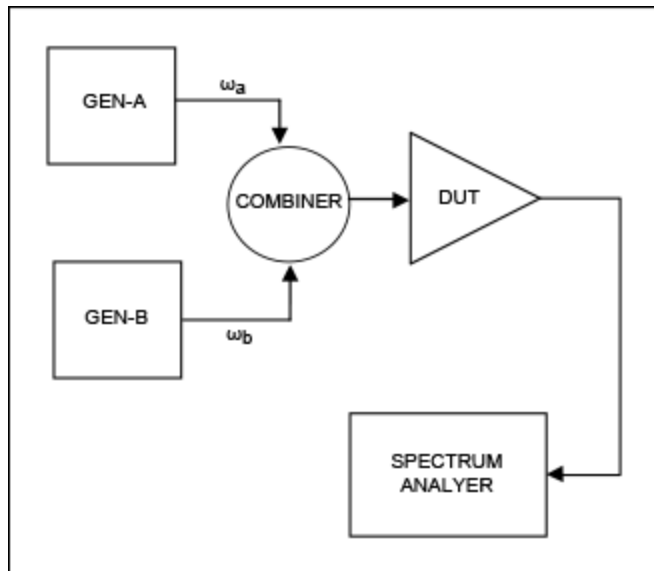 GEN-A
ωa
COMBINER
DUT
GEN-B
ωb
SPECTRUM
ANALYER